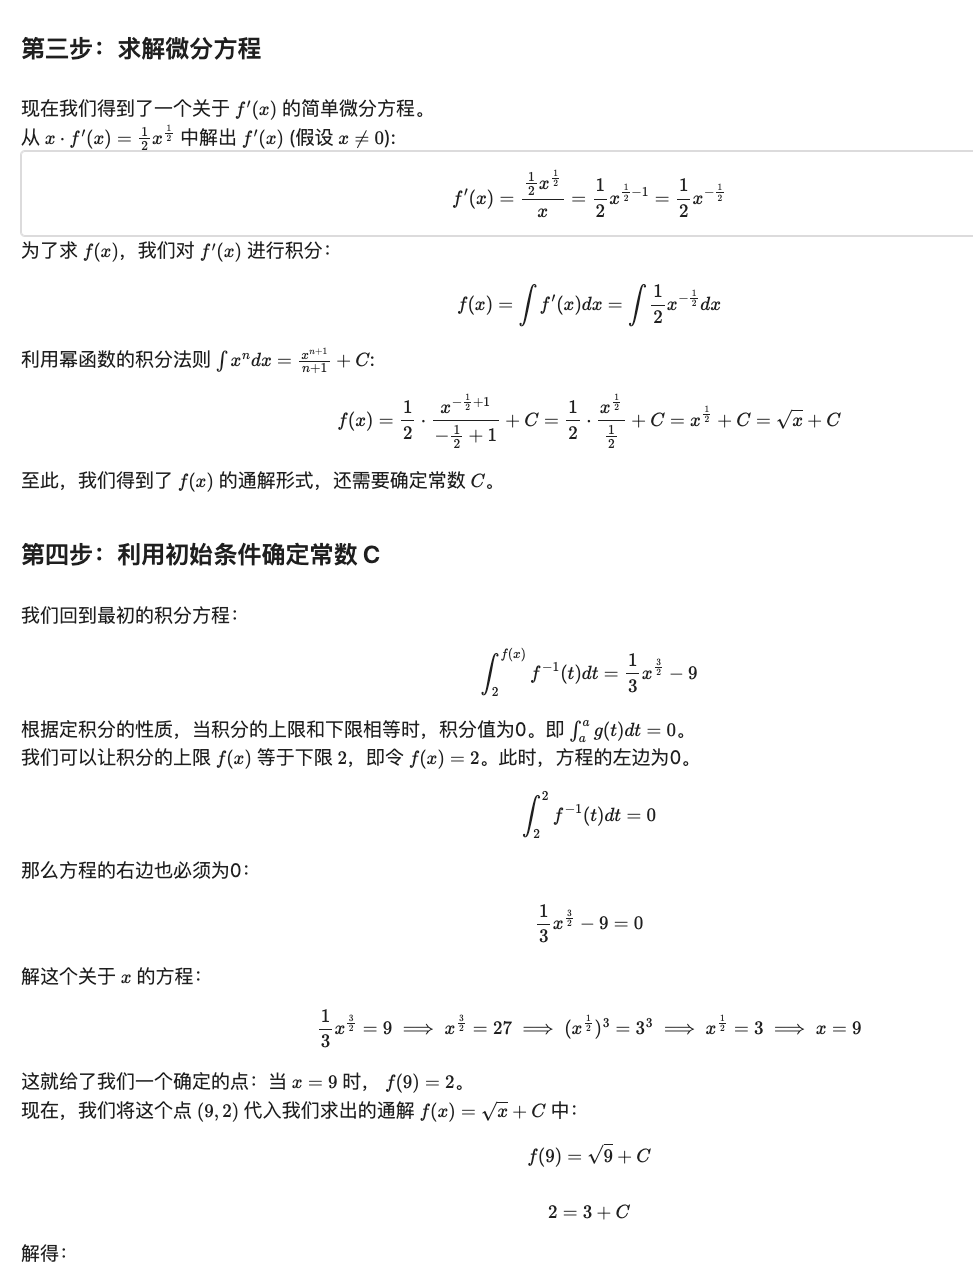 第三步：求解微分方程
现在我们得到了一个关于 $f'(x)$ 的简单微分方程。
从 $x \cdot f'(x) = \frac{1}{2}x^{\frac{1}{2}}$ 中解出 $f'(x)$ (假设 $x \neq 0$):
$f'(x) = \frac{\frac{1}{2}x^{\frac{1}{2}}}{x} = \frac{1}{2}x^{\frac{1}{2}-1} = \frac{1}{2}x^{-\frac{1}{2}}$
为了求 $f(x)$，我们对 $f'(x)$ 进行积分：
$f(x) = \int f'(x)dx = \int \frac{1}{2}x^{-\frac{1}{2}}dx$
利用幂函数的积分法则 $\int x^n dx = \frac{x^{n+1}}{n+1} + C$:
$f(x) = \frac{1}{2} \cdot \frac{x^{-\frac{1}{2}+1}}{-\frac{1}{2}+1} + C = \frac{1}{2} \cdot \frac{x^{\frac{1}{2}}}{\frac{1}{2}} + C = x^{\frac{1}{2}} + C = \sqrt{x} + C$
至此，我们得到了 $f(x)$ 的通解形式，还需要确定常数 $C$。
第四步：利用初始条件确定常数 C
我们回到最初的积分方程：
$\int_2^{f(x)} f^{-1}(t)dt = \frac{1}{3}x^{\frac{3}{2}} - 9$
根据定积分的性质，当积分的上限和下限相等时，积分值为0。即 $\int_a^a g(t)dt = 0$。
我们可以让积分的上限 $f(x)$ 等于下限 $2$，即令 $f(x) = 2$。此时，方程的左边为0。
$\int_2^2 f^{-1}(t)dt = 0$
那么方程的右边也必须为0：
$\frac{1}{3}x^{\frac{3}{2}} - 9 = 0$
解这个关于 $x$ 的方程：
$\frac{1}{3}x^{\frac{3}{2}} = 9 \implies x^{\frac{3}{2}} = 27 \implies (x^{\frac{1}{2}})^3 = 3^3 \implies x^{\frac{1}{2}} = 3 \implies x = 9$
这就给了我们一个确定的点：当 $x = 9$ 时， $f(9) = 2$。
现在，我们将这个点 $(9, 2)$ 代入我们求出的通解 $f(x) = \sqrt{x} + C$ 中：
$f(9) = \sqrt{9} + C$
$2 = 3 + C$
解得：